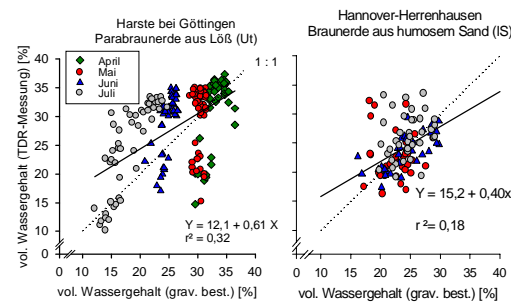 Harste bei Göttingen
Parabraunerde aus Löß (Ut)
Hannover-Herrenhausen
Braunerde aus humosem Sand (lS)
April
Mai
Juni
Juli
1 : 1
vol. Wassergehalt (TDR-Messung) [%]
40
35
30
25
20
15
10
0
Y = 12,1 + 0,61 X
r² = 0,32
0 10 15 20 25 30 35 40
vol. Wassergehalt (grav. best.) [%]
Y = 15,2 + 0,40x
r² = 0,18
0 10 15 20 25 30 35 40
vol. Wassergehalt (grav. best.) [%]